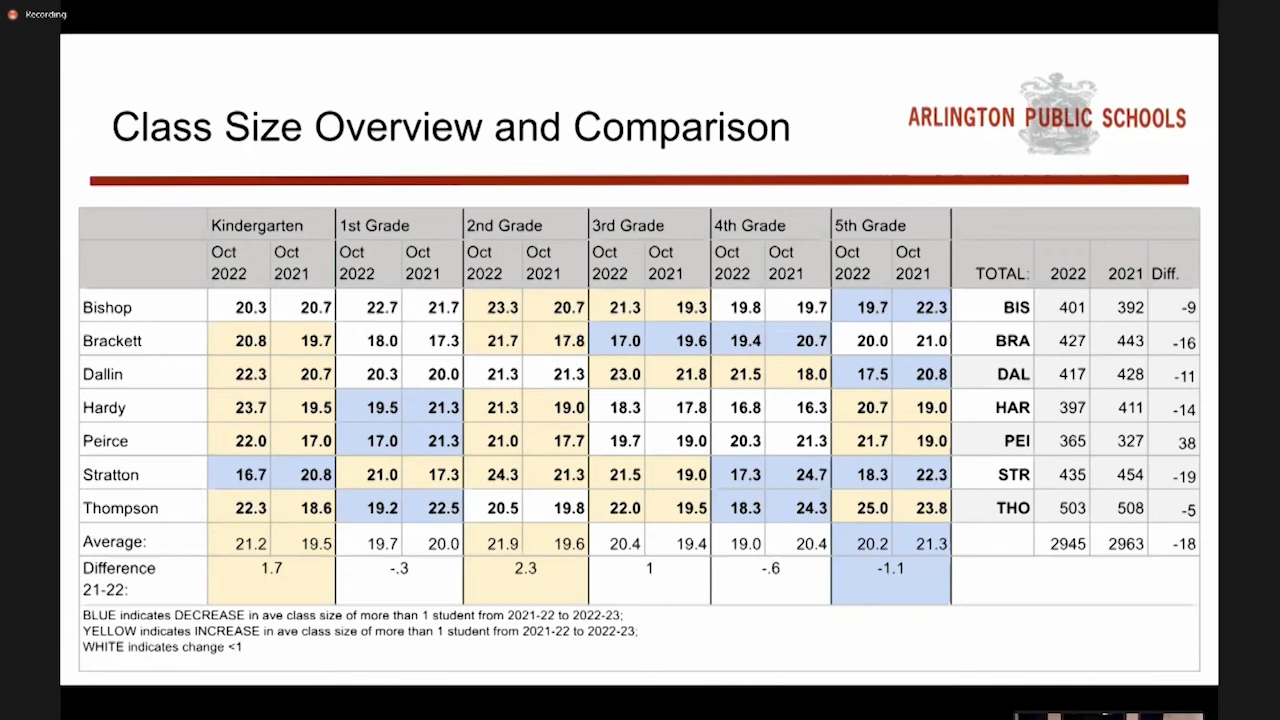 Recording
Class Size Overview and Comparison
ARLINGTON PUBLIC SCHOOLS
Kindergarten 1st Grade 2nd Grade 3rd Grade 4th Grade 5th Grade
Oct Oct Oct Oct Oct Oct Oct Oct Oct Oct Oct Oct
2022 2021 2022 2021 2022 2021 2022 2021 2022 2021 2022 2021 TOTAL: 2022 2021 Diff.
Bishop 20.3 20.7 22.7 21.7 23.3 20.7 21.3 19.3 19.8 19.7 19.7 22.3 BIS 401 392 -9
Brackett 20.8 19.7 18.0 17.3 21.7 17.8 17.0 19.6 19.4 20.7 20.0 21.0 BRA 427 443 -16
Dallin 22.3 20.7 20.3 20.0 21.3 21.3 23.0 21.8 21.5 18.0 17.5 20.8 DAL 417 428 -11
Hardy 23.7 19.5 19.5 21.3 21.3 19.0 18.3 17.8 16.8 16.3 20.7 19.0 HAR 397 411 -14
Peirce 22.0 17.0 17.0 21.3 21.0 17.7 19.7 19.0 20.3 21.3 21.7 19.0 PEI 365 327 38
Stratton 16.7 20.8 21.0 17.3 24.3 21.3 21.5 19.0 17.3 24.7 18.3 22.3 STR 435 454 -19
Thompson 22.3 18.6 19.2 22.5 20.5 19.8 22.0 19.5 18.3 24.3 25.0 23.8 THO 503 508 -5
Average: 21.2 19.5 19.7 20.0 21.9 19.6 20.4 19.4 19.0 20.4 20.2 21.3 2945 2963 -18
Difference 1.7 -.3 2.3 1 -.6 -1.1
21-22:
BLUE indicates DECREASE in ave class size of more than 1 student from 2021-22 to 2022-23;
YELLOW indicates INCREASE in ave class size of more than 1 student from 2021-22 to 2022-23;
WHITE indicates change <1